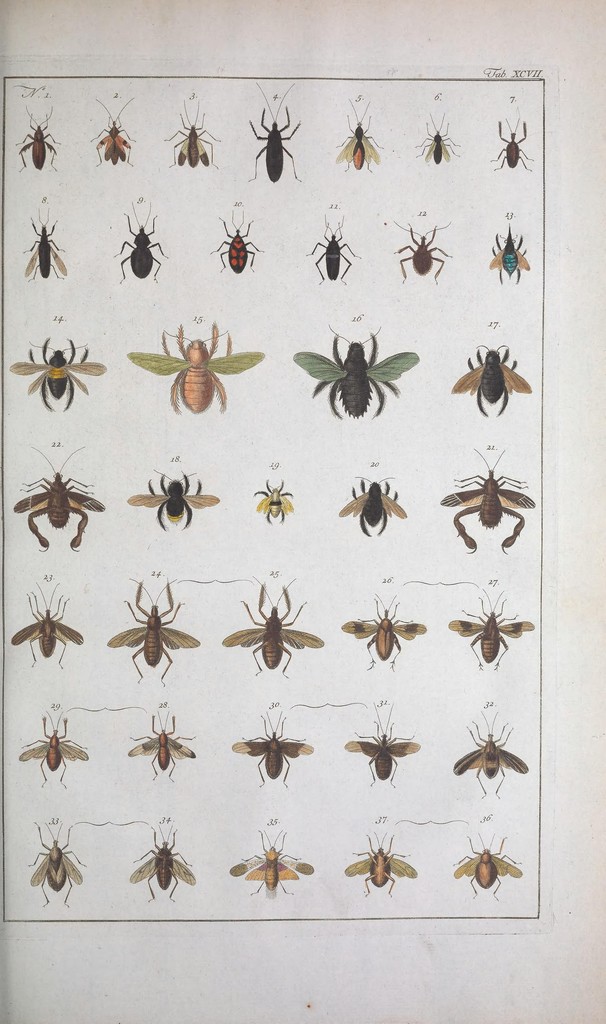 Tab. XCVII
N. 1. 2. 3. 4. 5. 6. 7.
8. 9. 10. 11. 12 13.
14. 15. 16 17.
22. 18. 19. 20 21.
23. 24. 25. 26. 27.
29. 28. 30. 31. 32.
33. 34. 35. 37. 36.